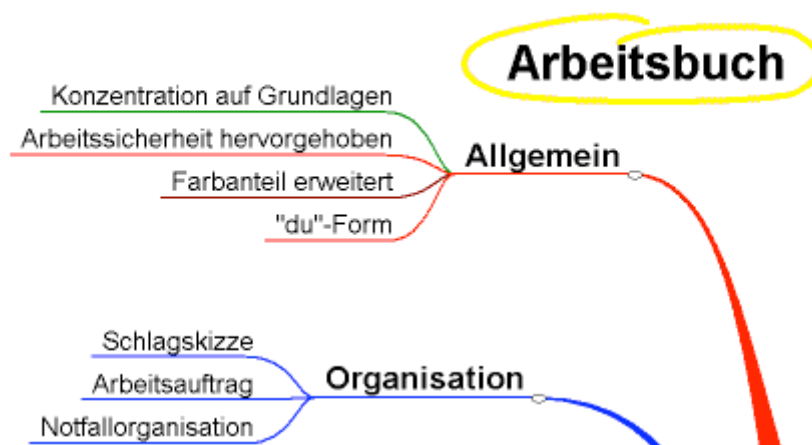 Arbeitsbuch
Konzentration auf Grundlagen
Arbeitssicherheit hervorgehoben
Allgemein
Farbanteil erweitert
"du"-Form
Schlagskizze
Arbeitsauftrag
Organisation
Notfallorganisation